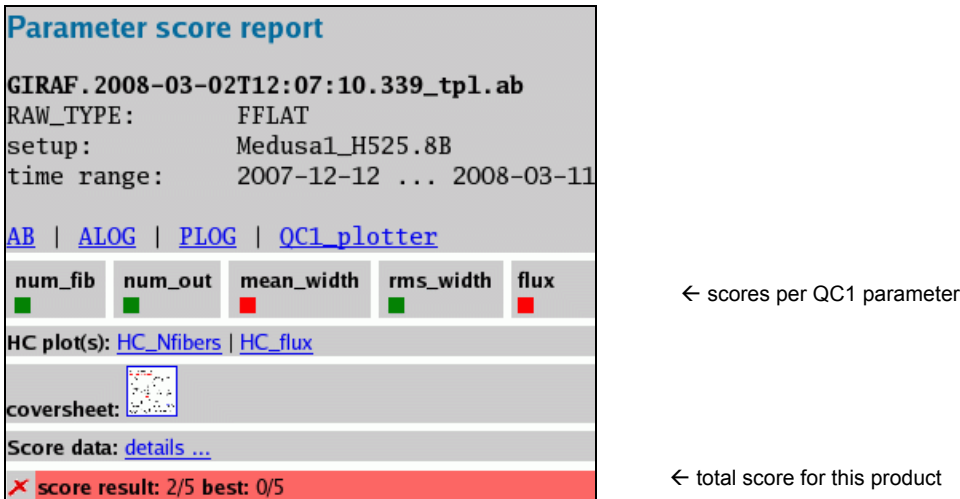 Parameter score report
GIRAF.2008-03-02T12:07:10.339_tpl.ab
RAW_TYPE: FFLAT
setup: Medusa1_H525.8B
time range: 2007-12-12 ... 2008-03-11
AB | ALOG | PLOG | QC1_plotter
num_fib num_out mean_width rms_width flux
← scores per QC1 parameter
HC plot(s): HC_Nfibers | HC_flux
coversheet:
Score data: details ...
✗ score result: 2/5 best: 0/5
← total score for this product